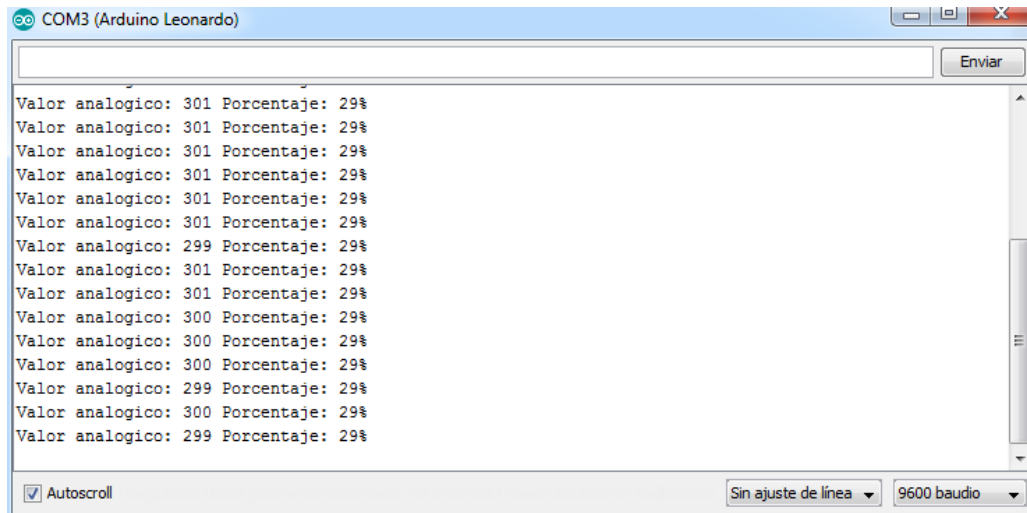 COM3 (Arduino Leonardo)
Enviar
Valor analogico: 301 Porcentaje: 29%
Valor analogico: 301 Porcentaje: 29%
Valor analogico: 301 Porcentaje: 29%
Valor analogico: 301 Porcentaje: 29%
Valor analogico: 301 Porcentaje: 29%
Valor analogico: 301 Porcentaje: 29%
Valor analogico: 299 Porcentaje: 29%
Valor analogico: 301 Porcentaje: 29%
Valor analogico: 301 Porcentaje: 29%
Valor analogico: 300 Porcentaje: 29%
Valor analogico: 300 Porcentaje: 29%
Valor analogico: 300 Porcentaje: 29%
Valor analogico: 299 Porcentaje: 29%
Valor analogico: 300 Porcentaje: 29%
Valor analogico: 299 Porcentaje: 29%
Autoscroll Sin ajuste de línea 9600 baudio